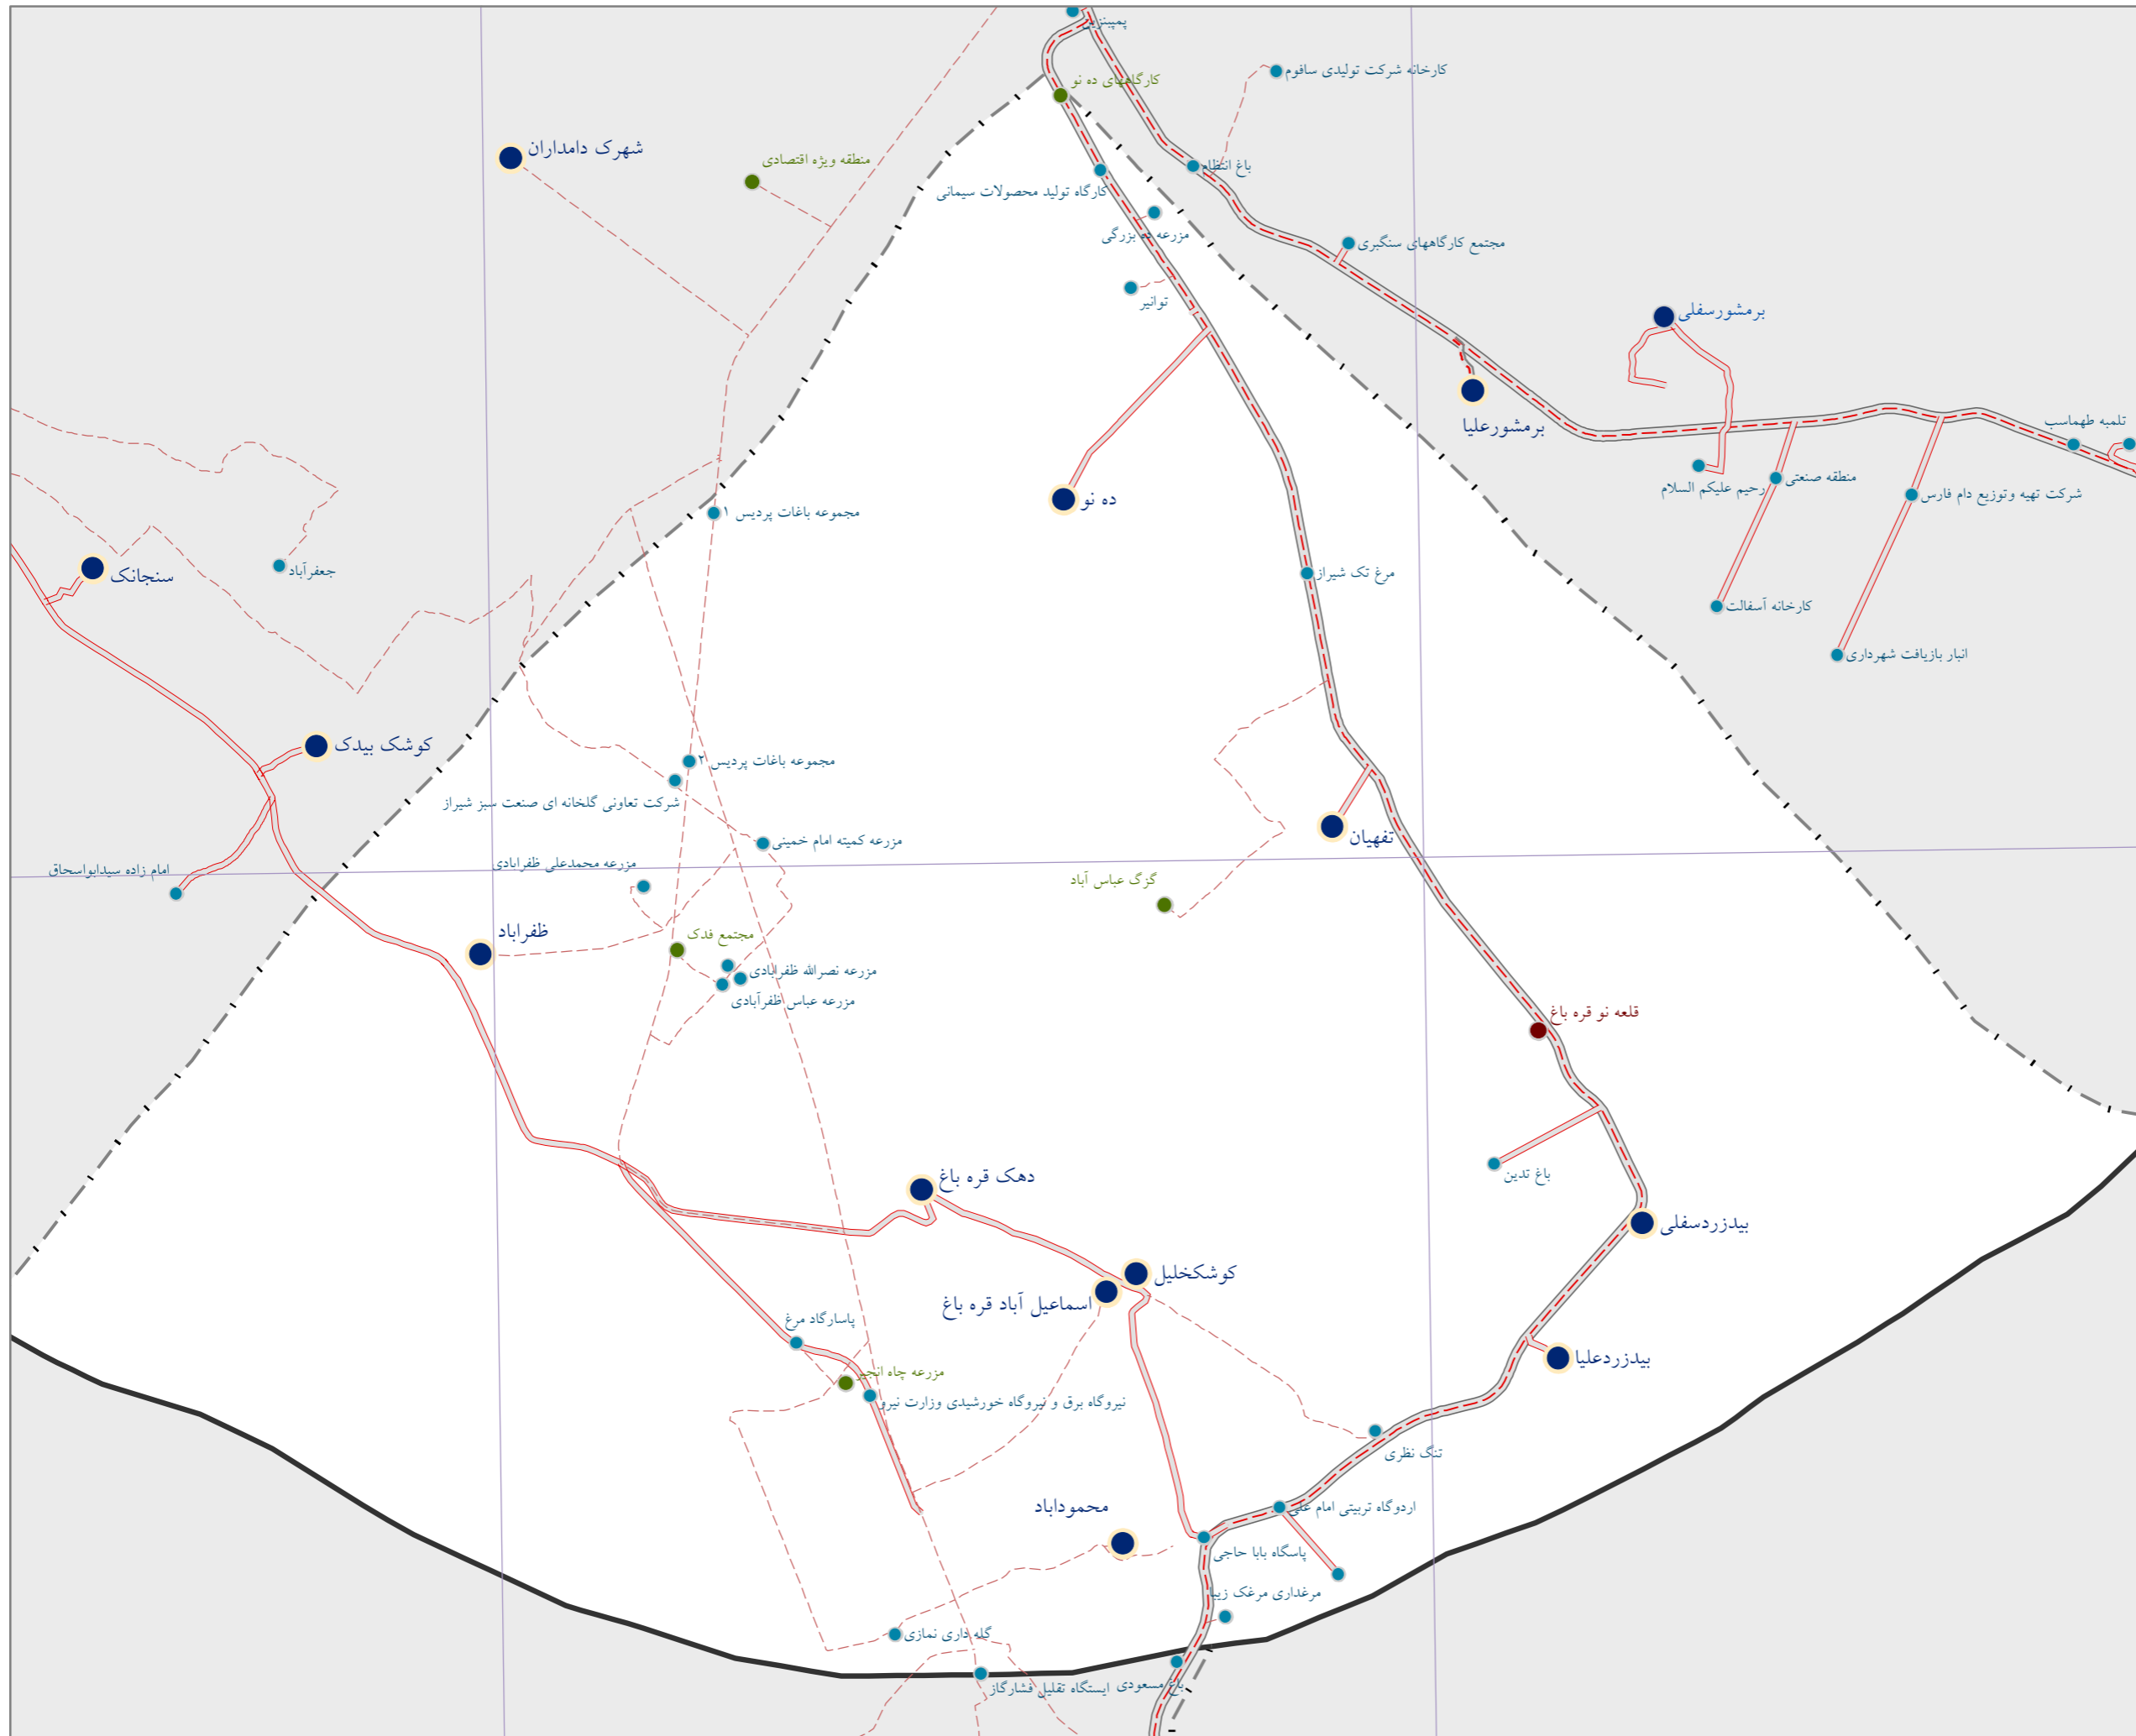 پمپبنزین
کارگاههای ده نو
کارخانه شرکت تولیدی سافوم
شهرک دامداران
منطقه ویژه اقتصادی
باغ انتظام
کارگاه تولید محصولات سیمانی
مزرعه ده بزرگی
مجتمع کارگاههای سنگبری
توانیر
برمشورسفلی
برمشورعلیا
تلمبه طهماسب
منطقه صنعتی
رحیم علیکم السلام
شرکت تهیه وتوزیع دام فارس
ده نو
مجموعه باغات پردیس ۱
جعفرآباد
سنجانک
مرغ تک شیراز
کارخانه آسفالت
انبار بازیافت شهرداری
کوشک بیدک
مجموعه باغات پردیس ۲
شرکت تعاونی گلخانه ای صنعت سبز شیراز
تفهیان
مزرعه کمیته امام خمینی
مزرعه محمدعلی ظفرابادی
امام زاده سیدابواسحاق
گزگ عباس آباد
ظفراباد
مجتمع فدک
مزرعه نصرالله ظفرابادی
مزرعه عباس ظفرآبادی
قلعه نو قره باغ
باغ تدین
دهک قره باغ
بیدزردسفلی
کوشکخلیل
اسماعیل آباد قره باغ
پاسارگاد مرغ
بیدزردعلیا
مزرعه چاه انجیر
نیروگاه برق و نیروگاه خورشیدی وزارت نیرو
تنگ نظری
محموداباد
اردوگاه تربیتی امام علی
پاسگاه بابا حاجی
مرغداری مرغک زیبا
گله داری نمازی
باغ مسعودی
ایستگاه تقلیل فشارگاز